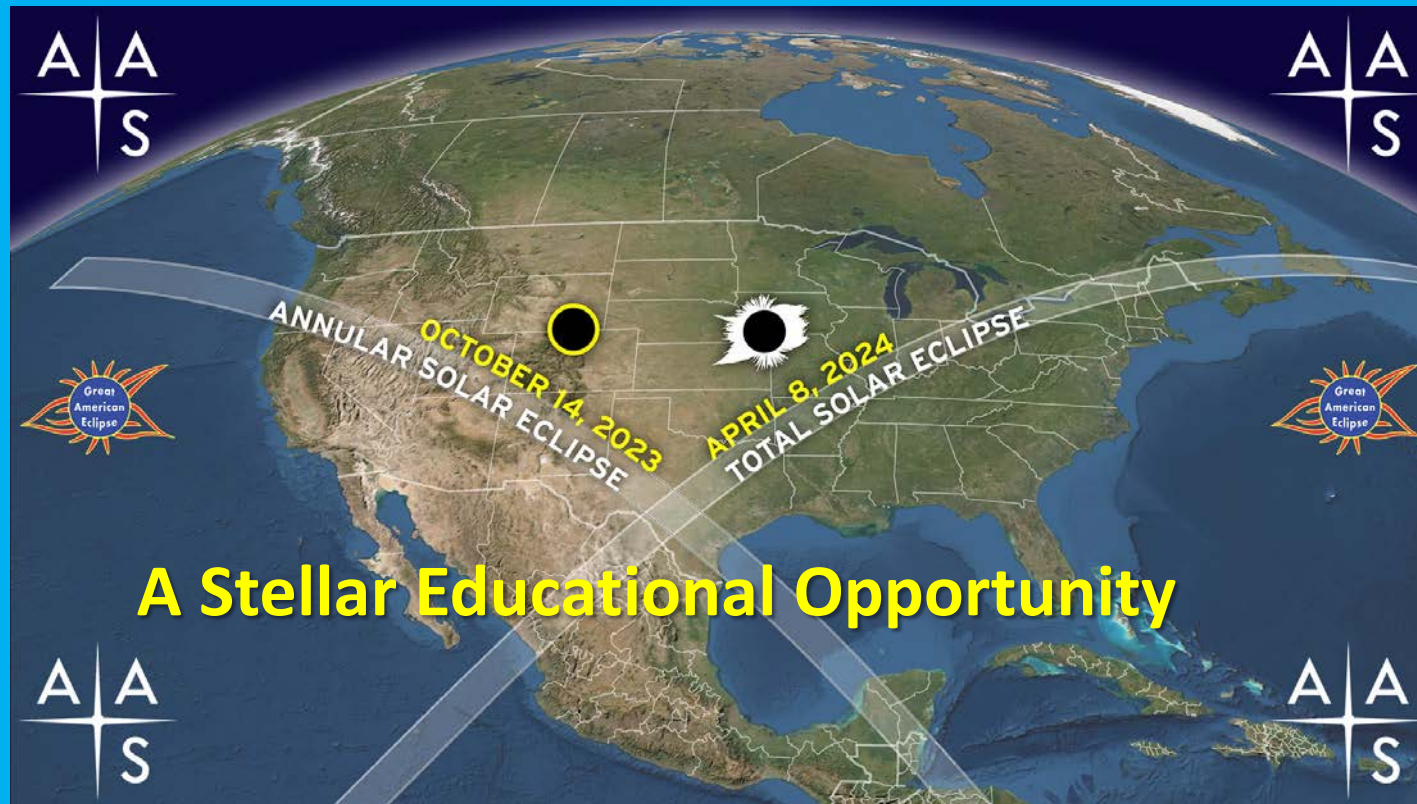 A A
S
A A
S
OCTOBER 14, 2023
ANNULAR SOLAR ECLIPSE
APRIL 8, 2024
TOTAL SOLAR ECLIPSE
Great
American
Eclipse
Great
American
Eclipse
A Stellar Educational Opportunity
A A
S
A A
S